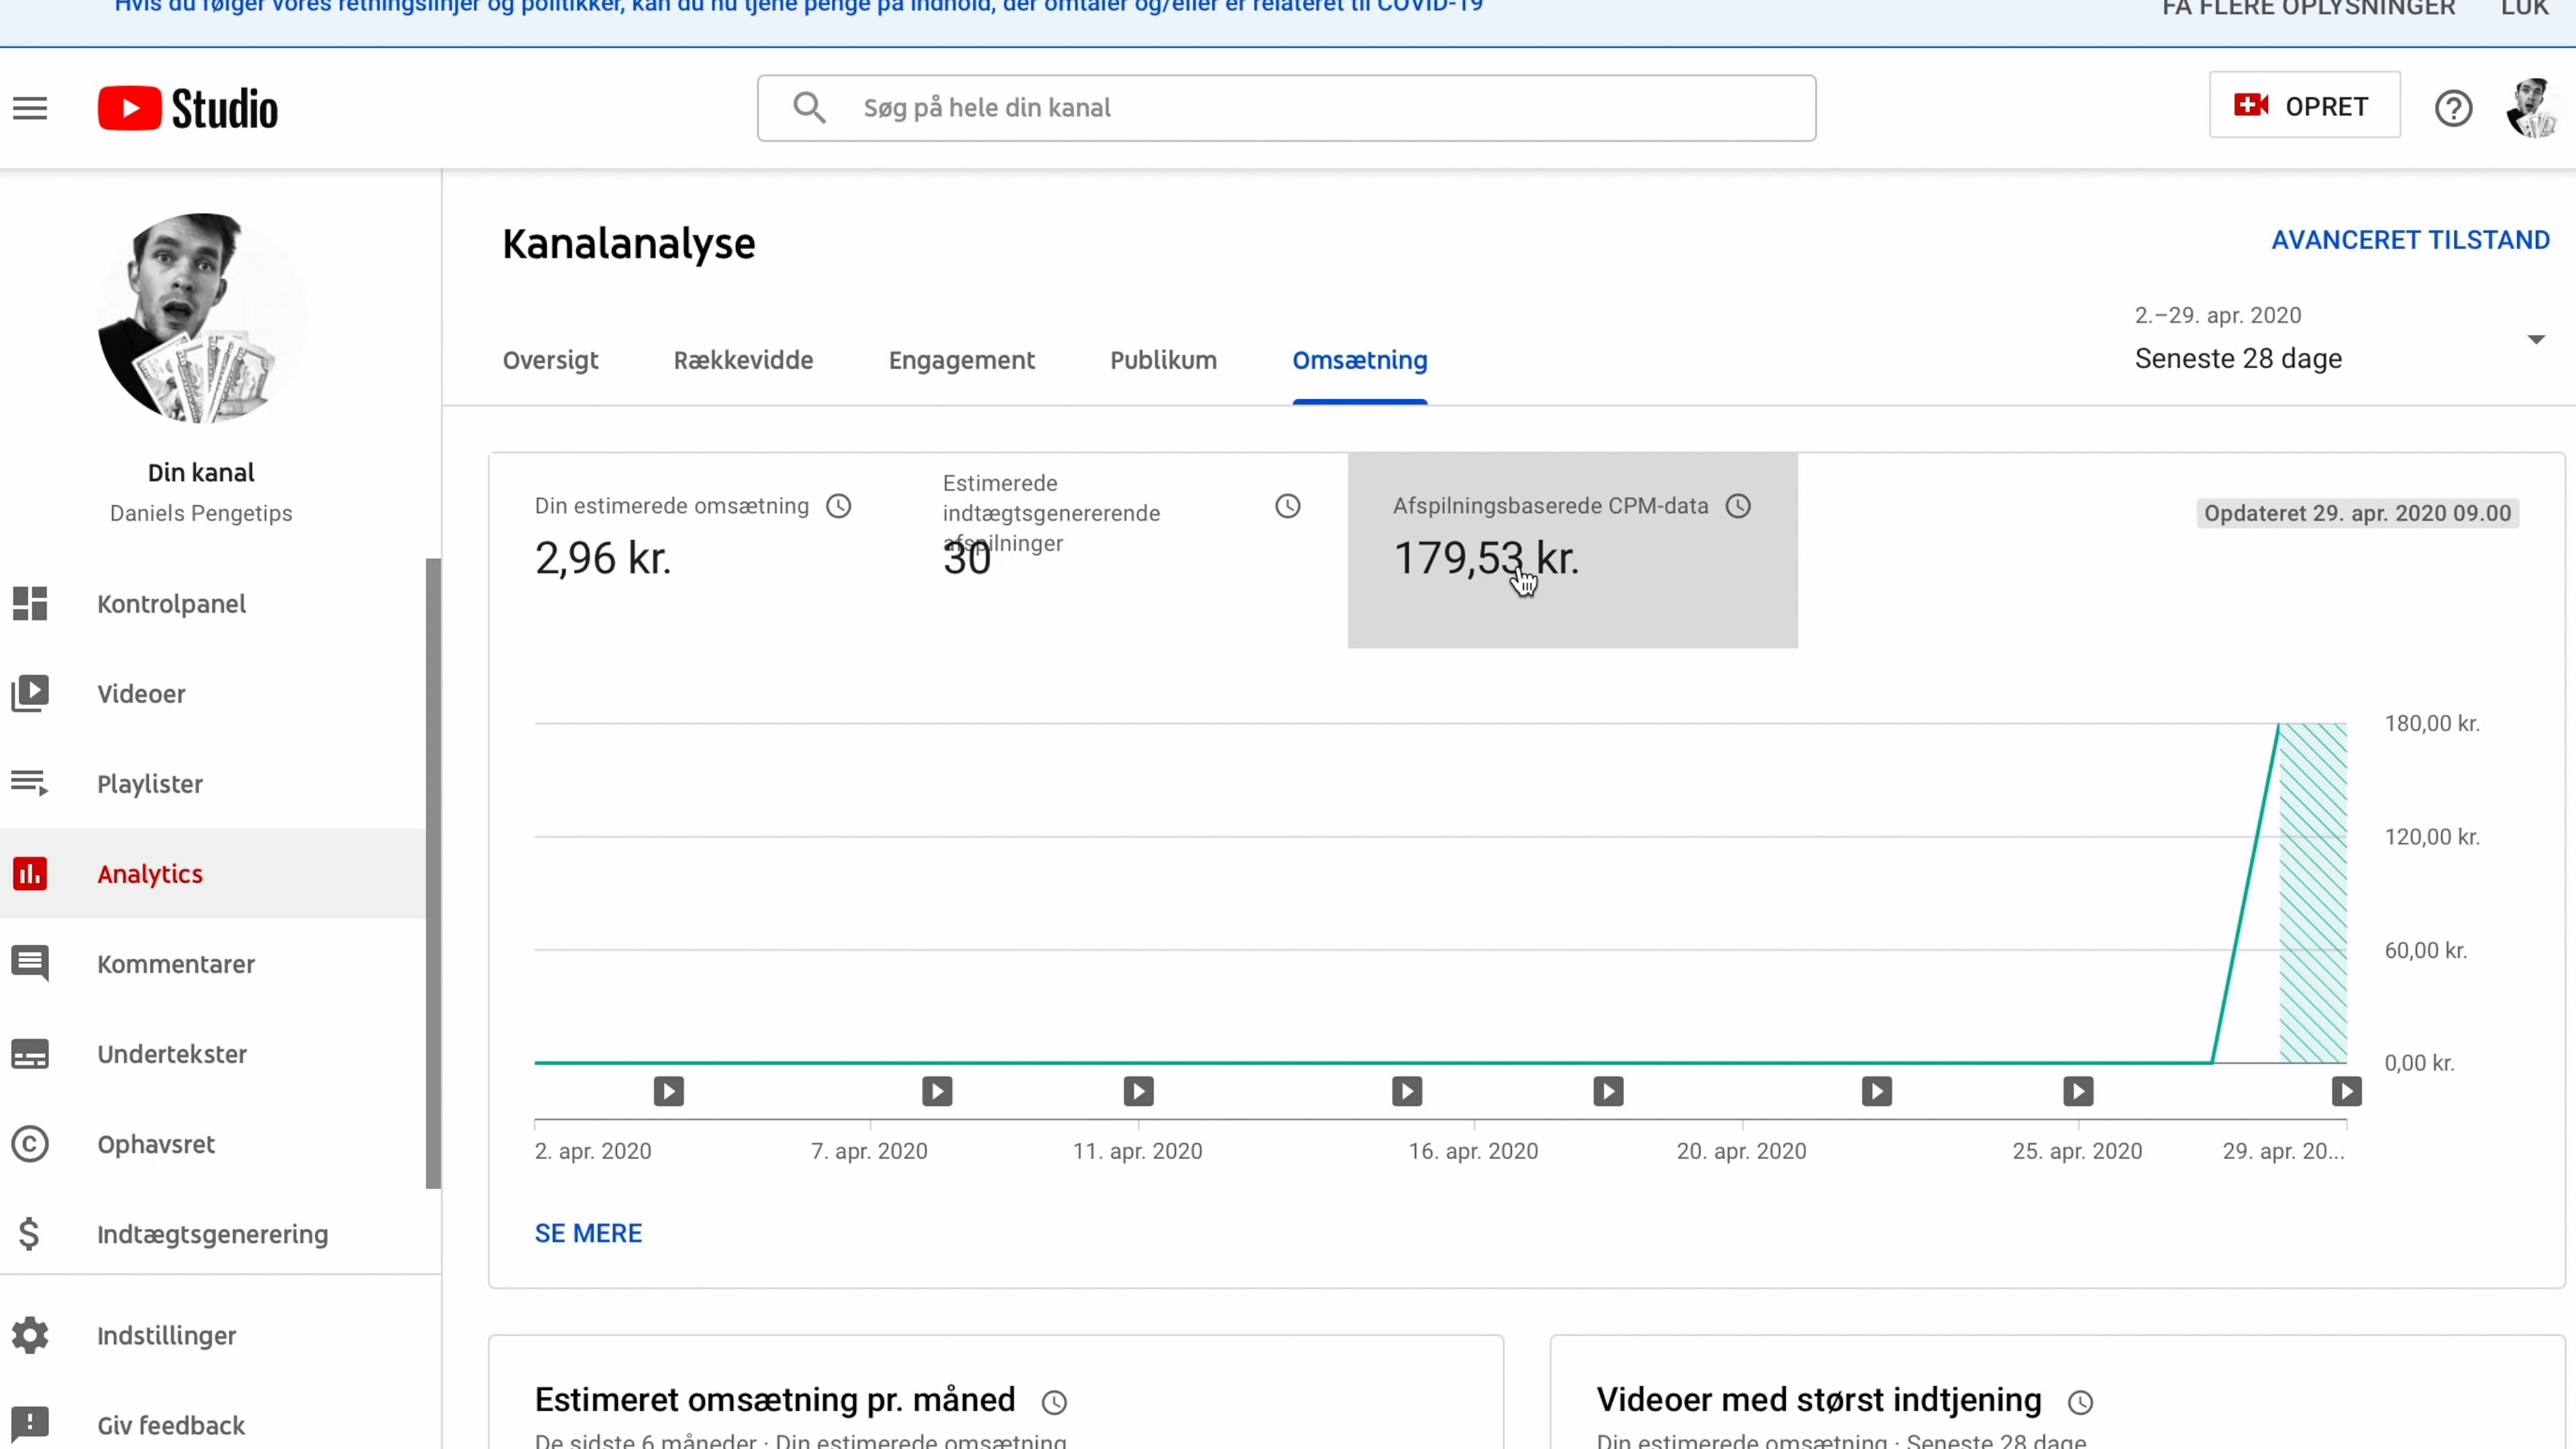 Hvis du følger vores retningslinjer og politikker, kan du nu tjene penge på indhold, der omtaler og/eller er relateret til COVID-19
FÅ FLERE OPLYSNINGER LUK
Studio
Søg på hele din kanal
OPRET
Din kanal
Daniels Pengetips
Kontrolpanel
Videoer
Playlister
Analytics
Kommentarer
Undertekster
Ophavsret
Indtægtsgenerering
Indstillinger
Giv feedback
Kanalanalyse
AVANCERET TILSTAND
Oversigt Rækkevidde Engagement Publikum Omsætning
2.–29. apr. 2020
Seneste 28 dage
Din estimerede omsætning
2,96 kr.
Estimerede
indtægtsgenererende
afspilninger
30
Afspilningsbaserede CPM-data
179,53 kr.
Opdateret 29. apr. 2020 09.00
180,00 kr.
120,00 kr.
60,00 kr.
0,00 kr.
2. apr. 2020 7. apr. 2020 11. apr. 2020 16. apr. 2020 20. apr. 2020 25. apr. 2020 29. apr. 20...
SE MERE
Estimeret omsætning pr. måned
De sidste 6 måneder · Din estimerede omsætning
Videoer med størst indtjening
Din estimerede omsætning · Seneste 28 dage